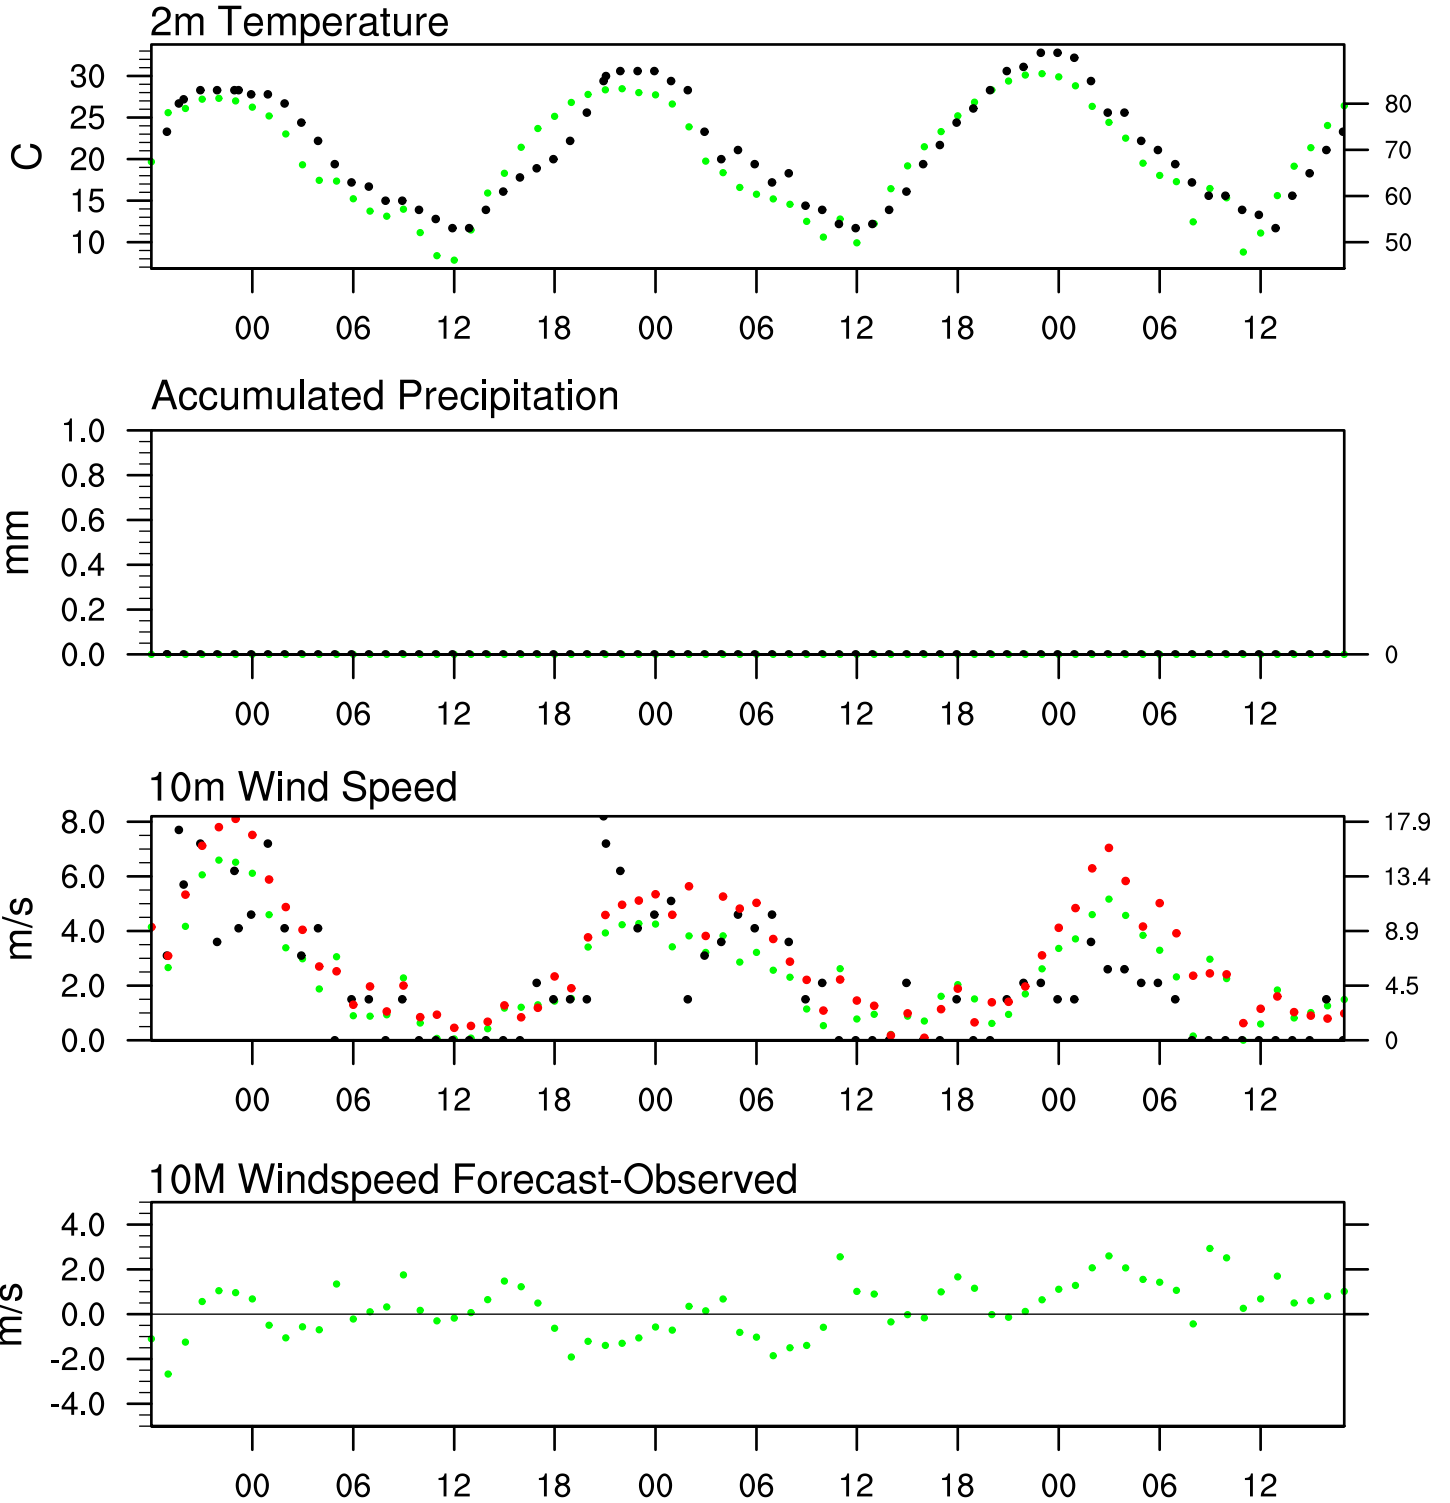 2m Temperature
C
30
25
20
15
10
80
70
60
50
00 06 12 18 00 06 12 18 00 06 12
Accumulated Precipitation
mm
1.0
0.8
0.6
0.4
0.2
0.0
0
00 06 12 18 00 06 12 18 00 06 12
10m Wind Speed
m/s
8.0
6.0
4.0
2.0
0.0
17.9
13.4
8.9
4.5
0
00 06 12 18 00 06 12 18 00 06 12
10M Windspeed Forecast-Observed
m/s
4.0
2.0
0.0
-2.0
-4.0
00 06 12 18 00 06 12 18 00 06 12